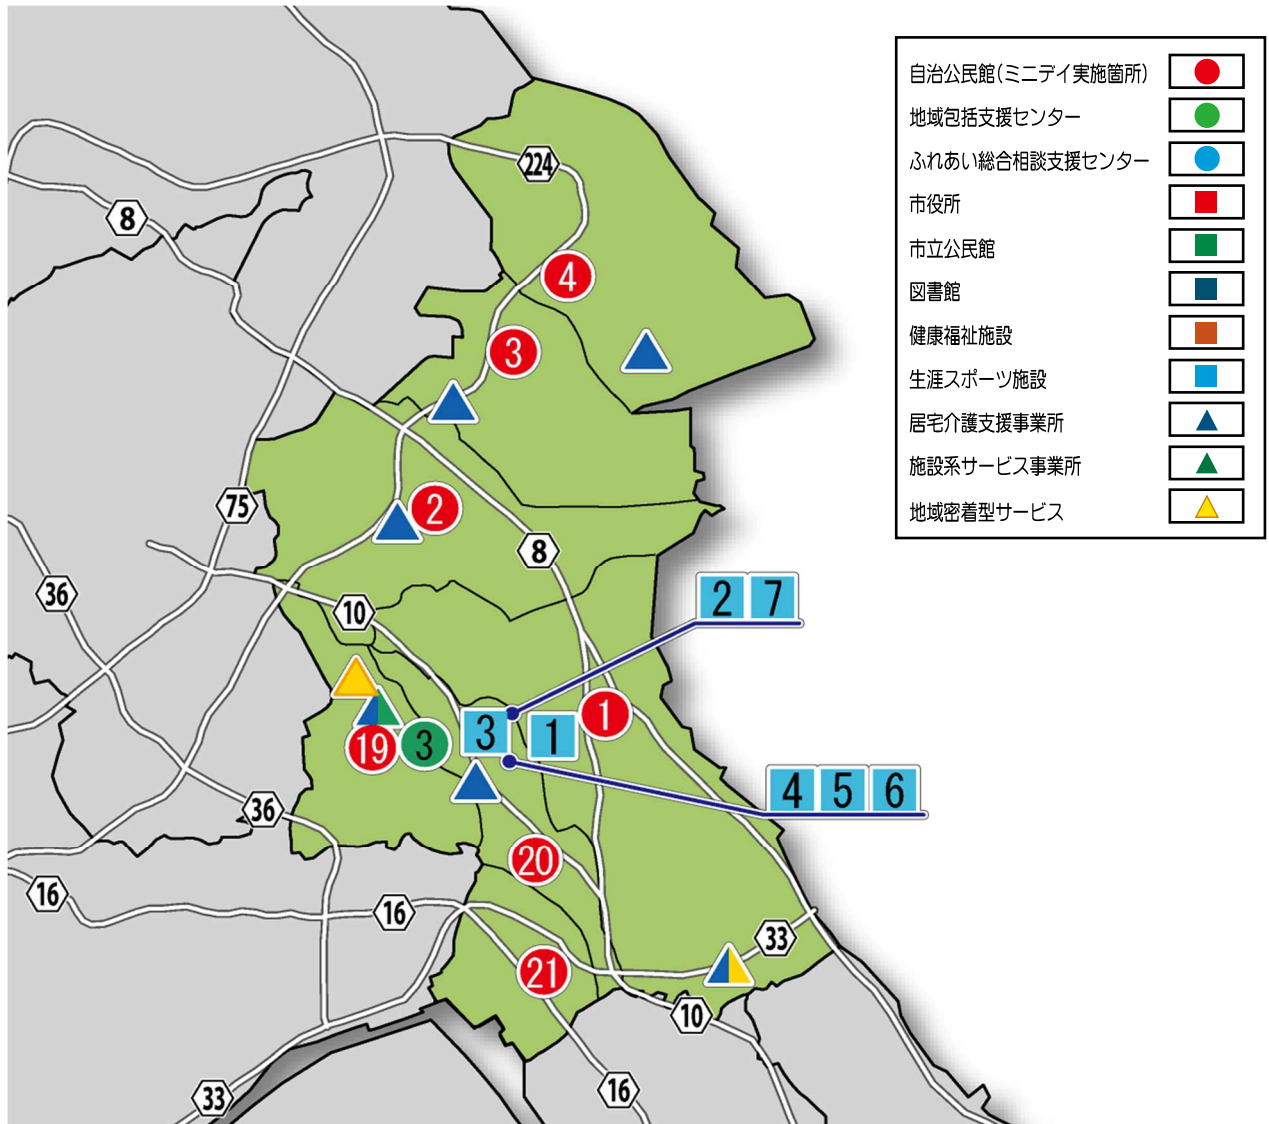 自治公民館(ミニデイ実施箇所)
地域包括支援センター
ふれあい総合相談支援センター
市役所
市立公民館
図書館
健康福祉施設
生涯スポーツ施設
居宅介護支援事業所
施設系サービス事業所
地域密着型サービス
224
8
4
3
75
2
8
36
10
2 7
1
3
1
19
3
4 5 6
36
20
16
16
33
21
10
16
33